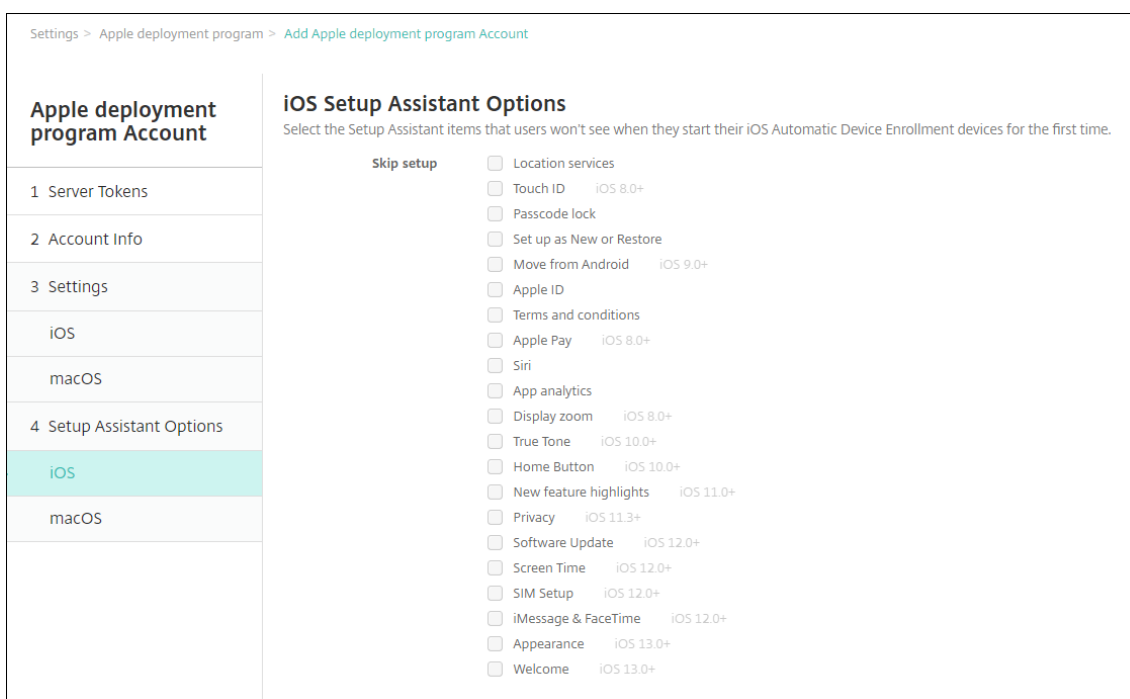 Settings > Apple deployment program > Add Apple deployment program Account
Apple deployment
program Account
1 Server Tokens
2 Account Info
3 Settings
iOS
macOS
4 Setup Assistant Options
iOS
macOS
iOS Setup Assistant Options
Select the Setup Assistant items that users won't see when they start their iOS Automatic Device Enrollment devices for the first time.
Skip setup
Location services
Touch ID iOS 8.0+
Passcode lock
Set up as New or Restore
Move from Android iOS 9.0+
Apple ID
Terms and conditions
Apple Pay iOS 8.0+
Siri
App analytics
Display zoom iOS 8.0+
True Tone iOS 10.0+
Home Button iOS 10.0+
New feature highlights iOS 11.0+
Privacy iOS 11.3+
Software Update iOS 12.0+
Screen Time iOS 12.0+
SIM Setup iOS 12.0+
iMessage & FaceTime iOS 12.0+
Appearance iOS 13.0+
Welcome iOS 13.0+